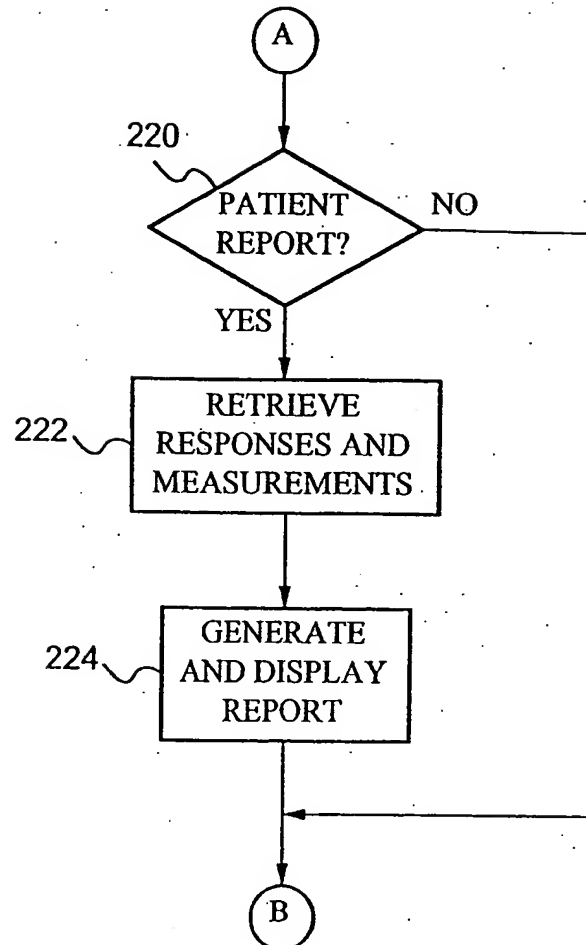 A
220
PATIENT
REPORT?
NO
YES
222
RETRIEVE
RESPONSES AND
MEASUREMENTS
224
GENERATE
AND DISPLAY
REPORT
B